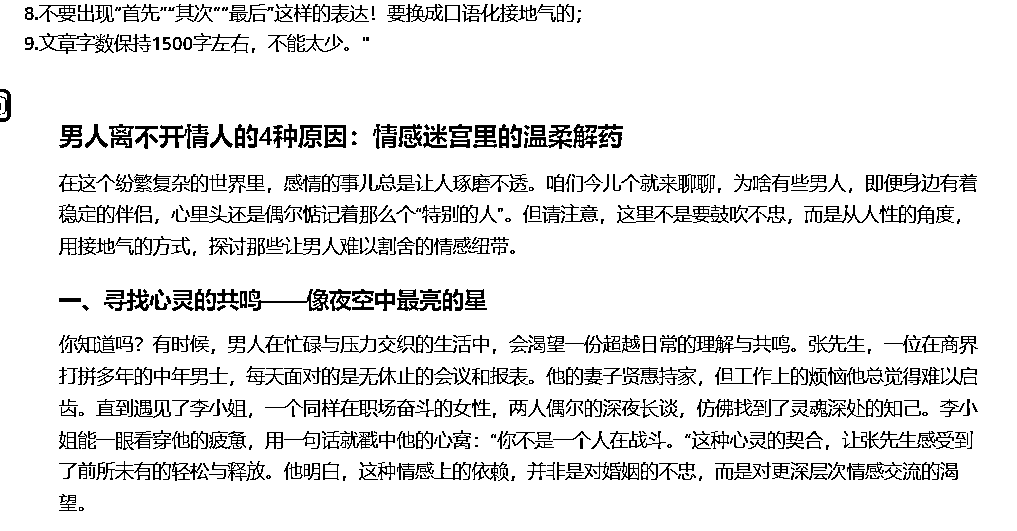 8.不要出现“首先”“其次”“最后”这样的表达！要换成口语化接地气的；
9.文章字数保持1500字左右，不能太少。"
男人离不开情人的4种原因：情感迷宫里的温柔解药
在这个纷繁复杂的世界里，感情的事儿总是让人琢磨不透。咱们今儿个就来聊聊，为啥有些男人，即便身边有着
稳定的伴侣，心里头还是偶尔惦记着那么个“特别的人”。但请注意，这里不是要鼓吹不忠，而是从人性的角度，
用接地气的方式，探讨那些让男人难以割舍的情感纽带。
一、寻找心灵的共鸣——像夜空中最亮的星
你知道吗？有时候，男人在忙碌与压力交织的生活中，会渴望一份超越日常的理解与共鸣。张先生，一位在商界
打拼多年的中年男士，每天面对的是无休止的会议和报表。他的妻子贤惠持家，但工作上的烦恼他总觉得难以启
齿。直到遇见了李小姐，一个同样在职场奋斗的女性，两人偶尔的深夜长谈，仿佛找到了灵魂深处的知己。李小
姐能一眼看穿他的疲惫，用一句话就戳中他的心窝：“你不是一个人在战斗。”这种心灵的契合，让张先生感受到
了前所未有的轻松与释放。他明白，这种情感上的依赖，并非是对婚姻的不忠，而是对更深层次情感交流的渴
望。